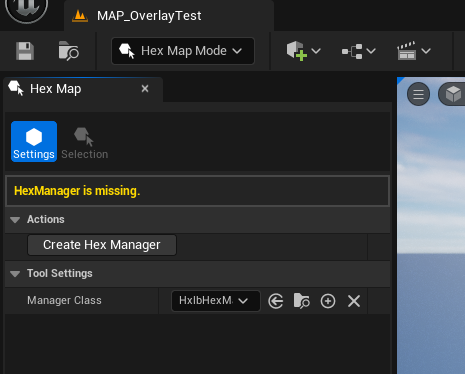 MAP_OverlayTest
Hex Map Mode
Hex Map
Settings
Selection
HexManager is missing.
Actions
Create Hex Manager
Tool Settings
Manager Class
HxlbHexM